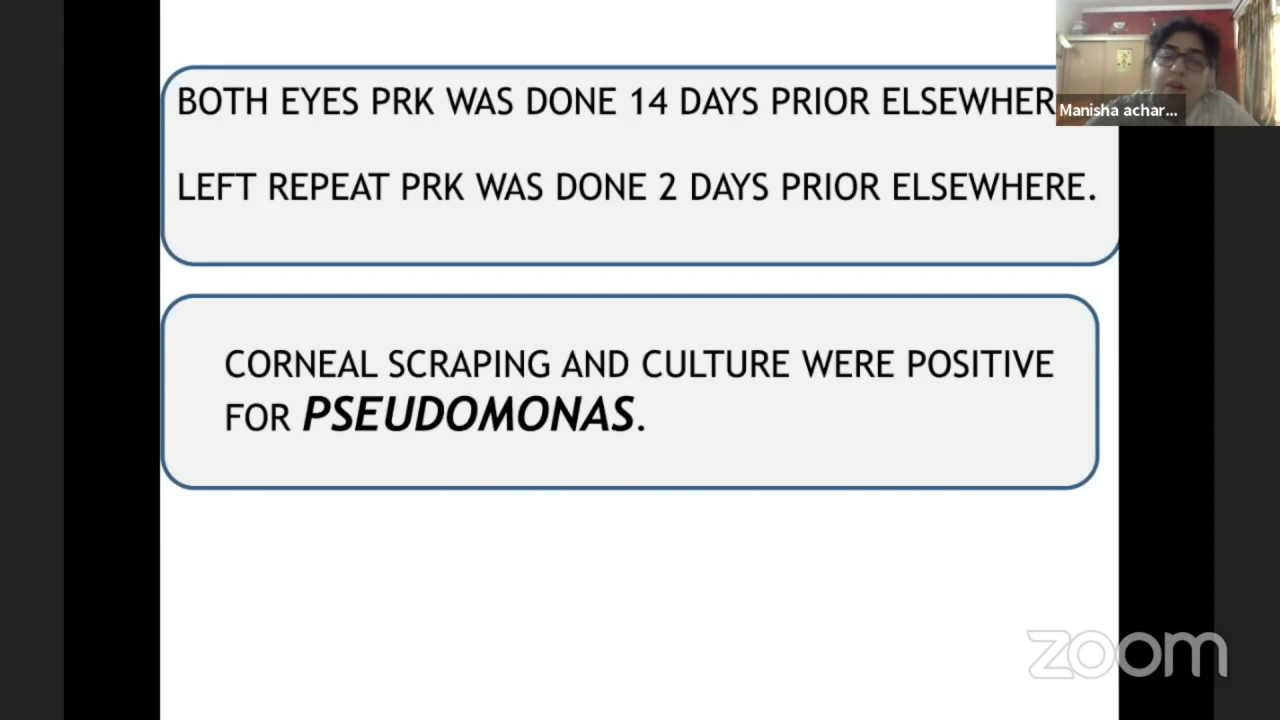 BOTH EYES PRK WAS DONE 14 DAYS PRIOR ELSEWHER
Manisha achar...
LEFT REPEAT PRK WAS DONE 2 DAYS PRIOR ELSEWHERE.
CORNEAL SCRAPING AND CULTURE WERE POSITIVE
FOR PSEUDOMONAS.
zoom